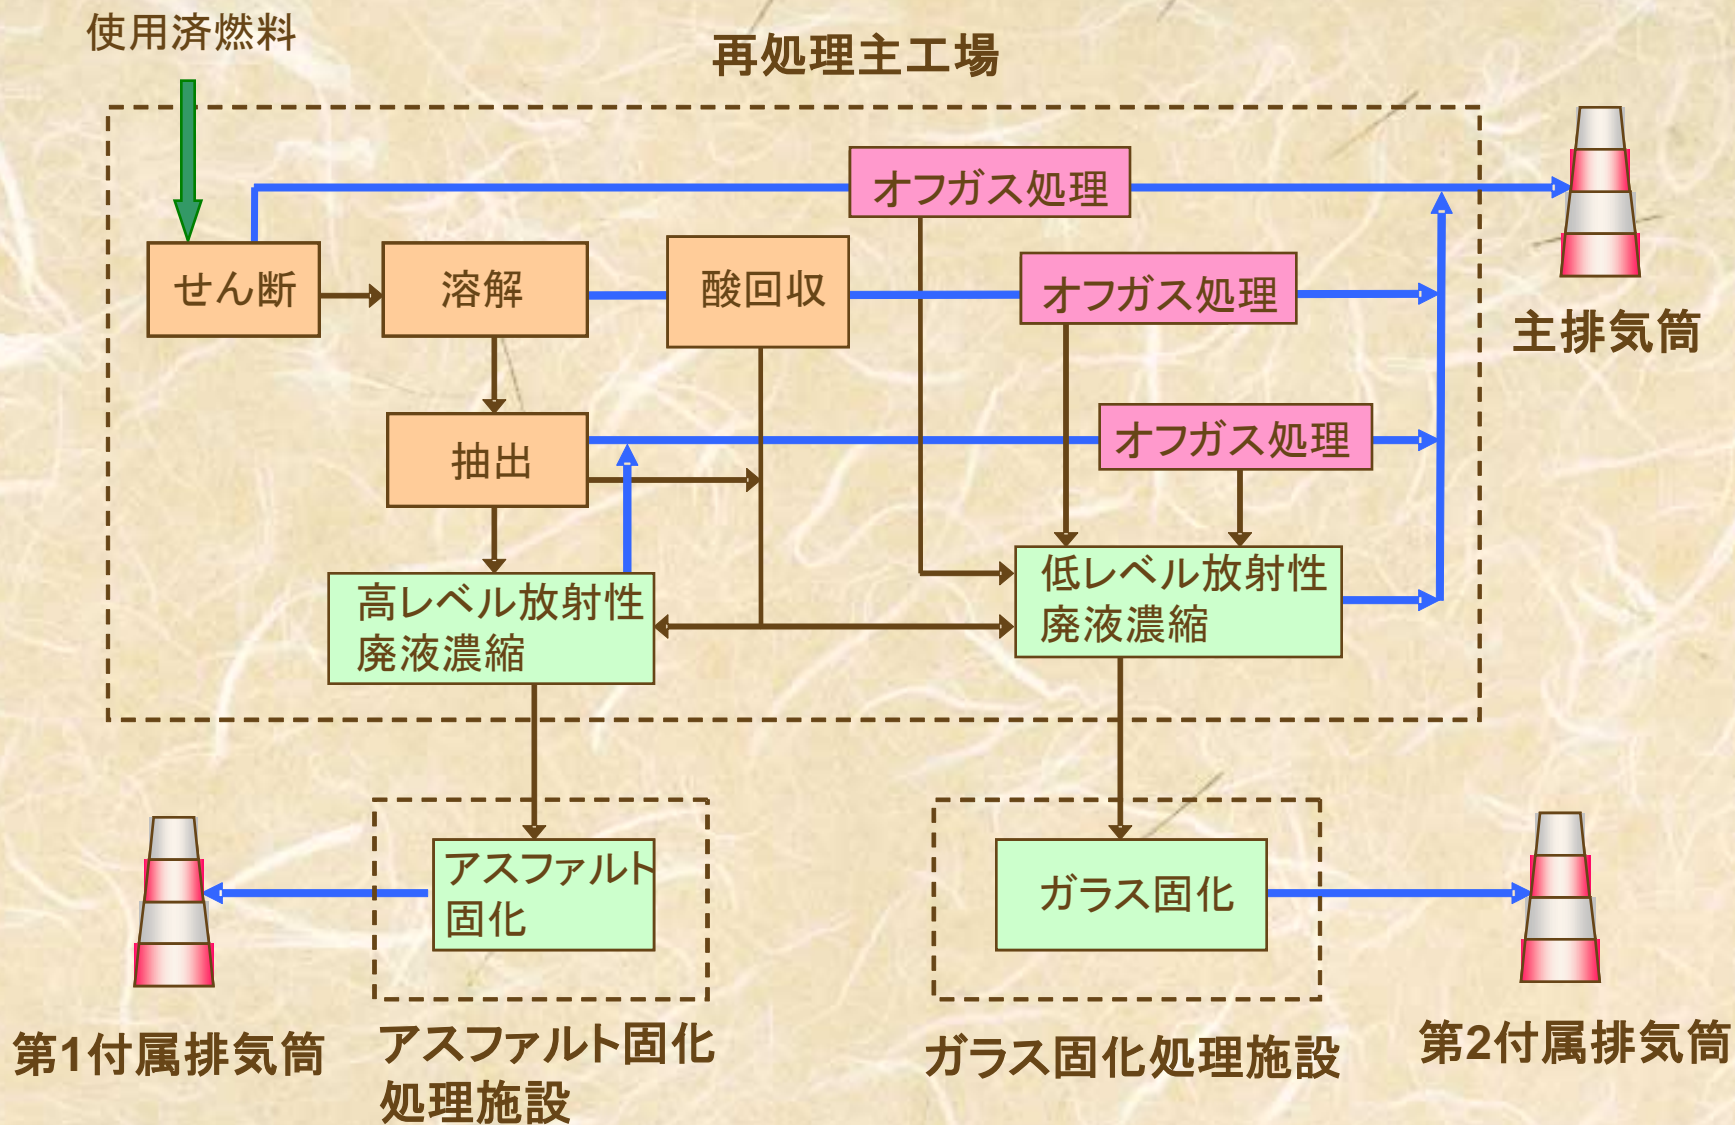 使用済燃料
再処理主工場
オフガス処理
せん断
溶解
酸回収
オフガス処理
主排気筒
抽出
オフガス処理
高レベル放射性
廃液濃縮
低レベル放射性
廃液濃縮
アスファルト
固化
ガラス固化
第1付属排気筒
アスファルト固化
処理施設
ガラス固化処理施設
第2付属排気筒